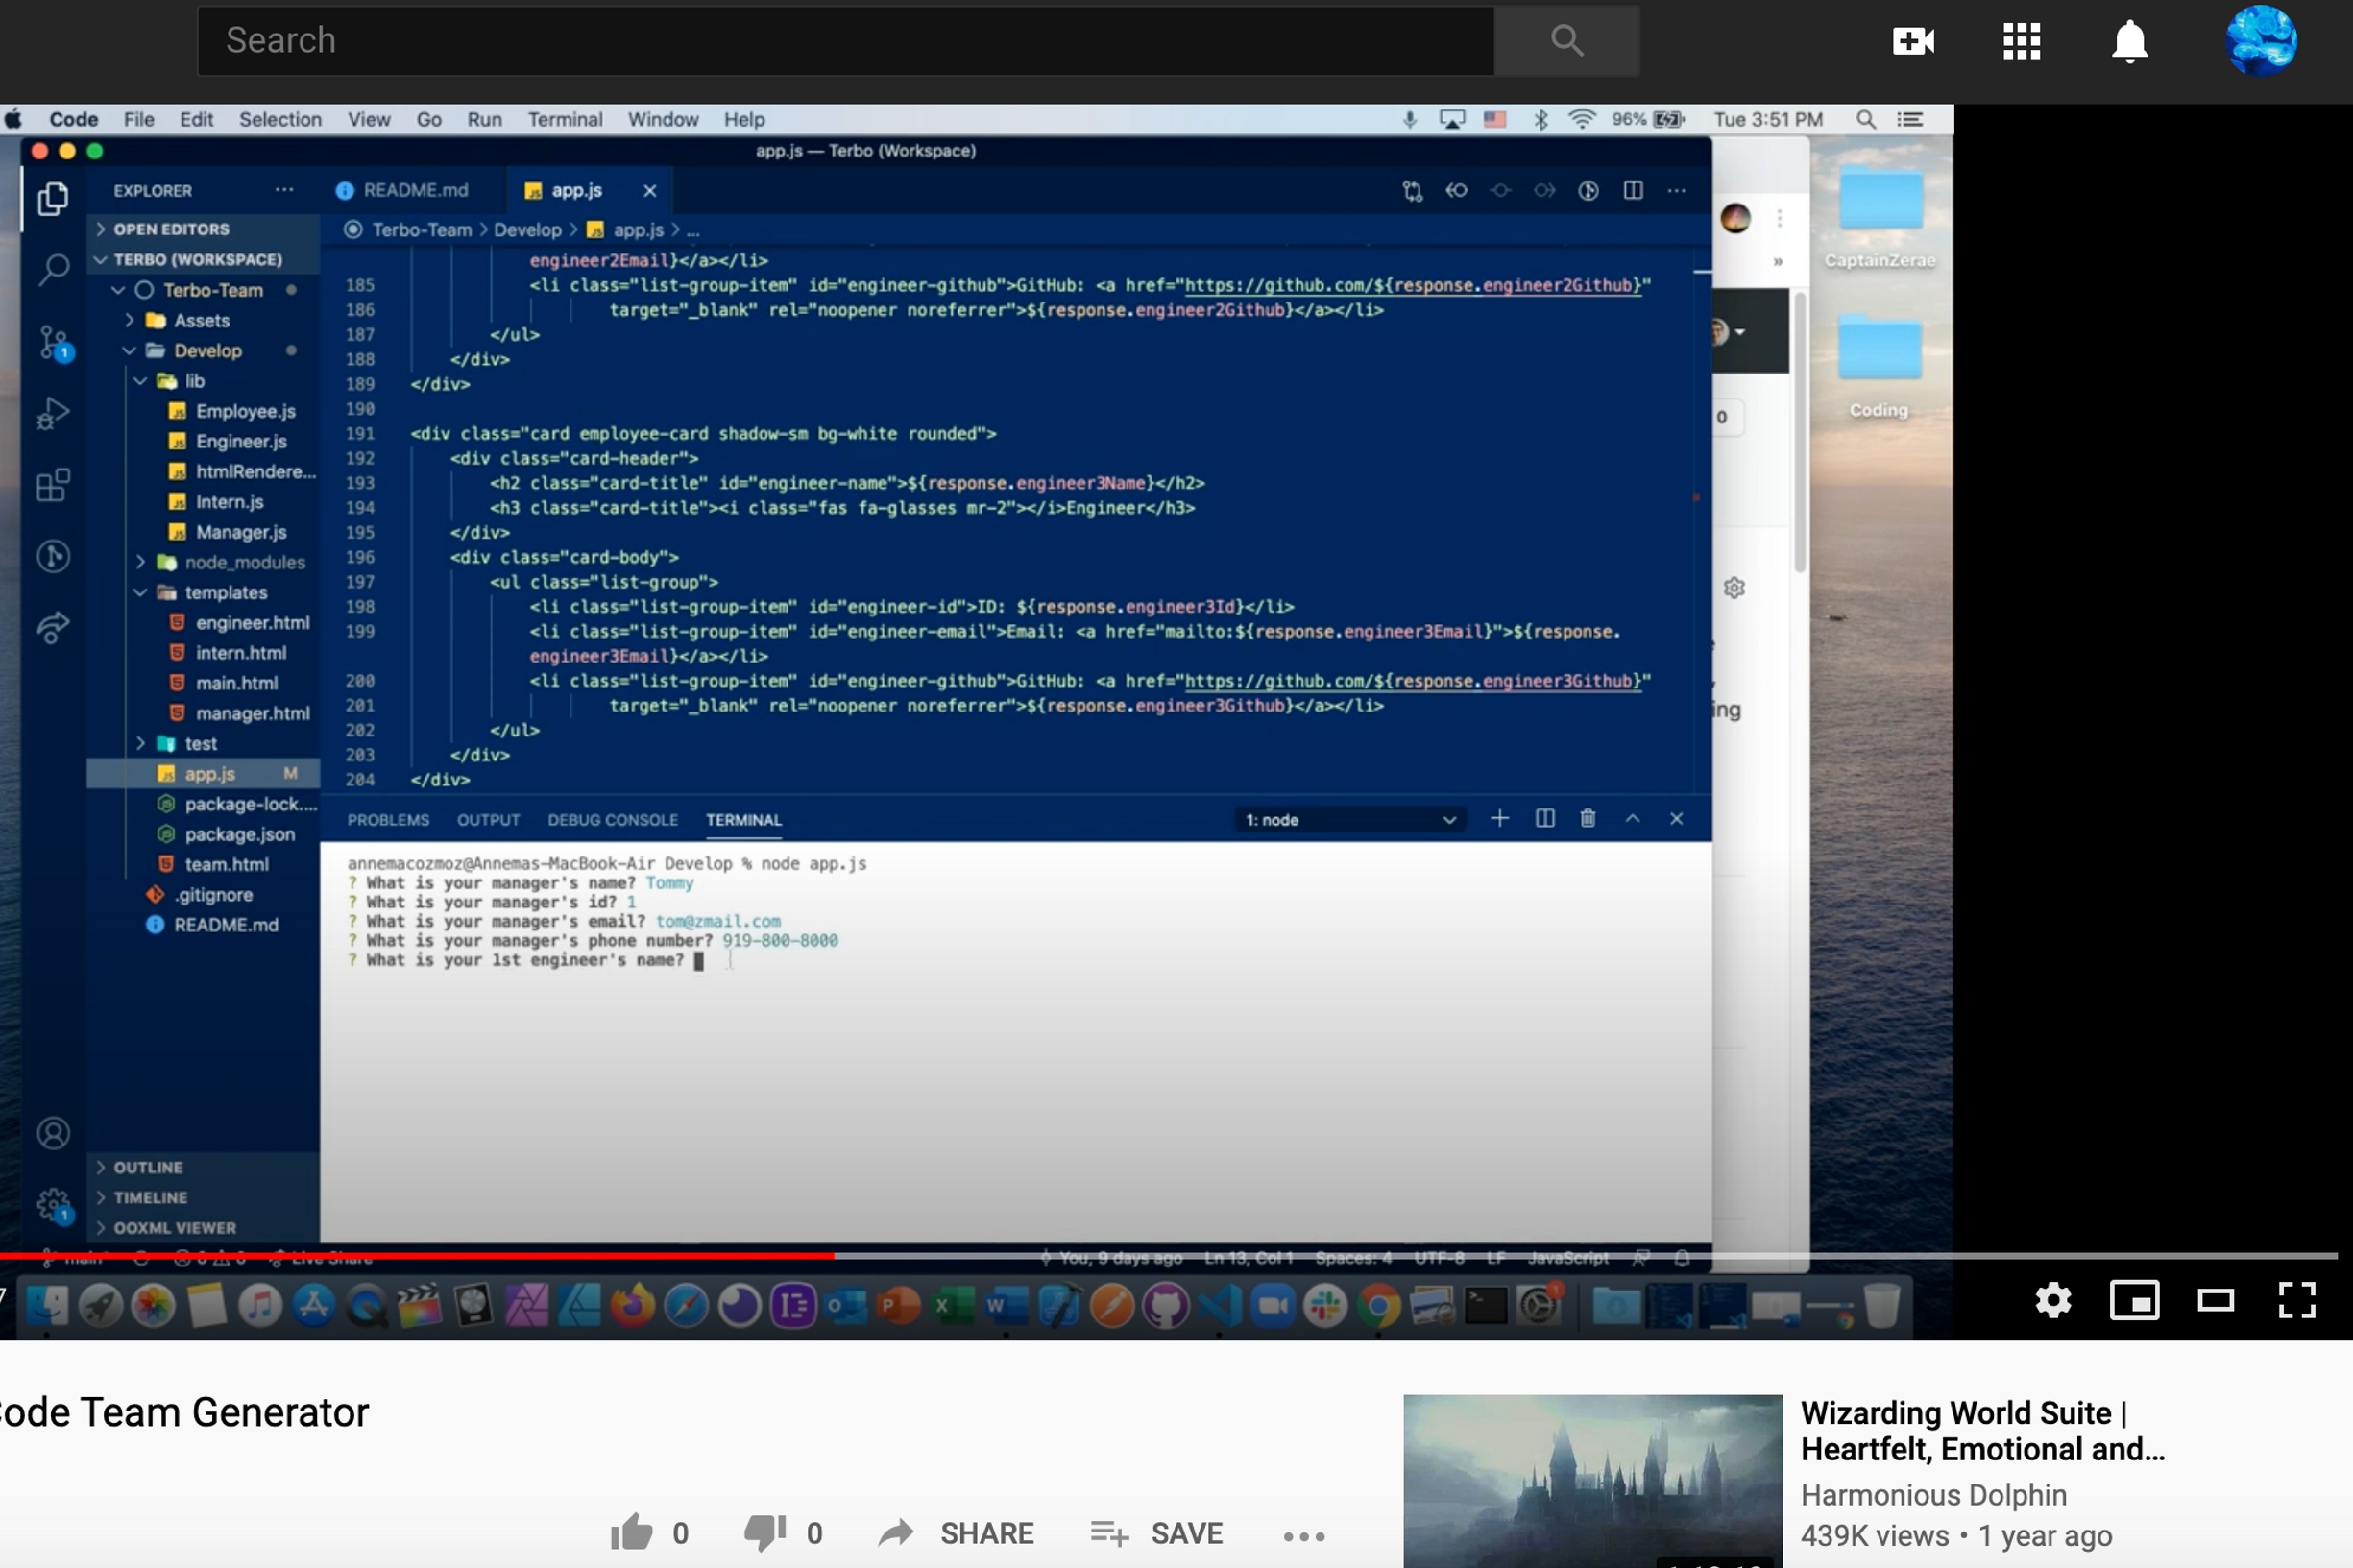 Search
Code File Edit Selection View Go Run Terminal Window Help
96% Tue 3:51 PM
app.js — Terbo (Workspace)
CaptainZerae
Coding
0
ing
EXPLORER ...
OPEN EDITORS
TERBO (WORKSPACE)
Terbo-Team
Assets
Develop
lib
Employee.js
Engineer.js
htmlRendere...
Intern.js
Manager.js
node_modules
templates
engineer.html
intern.html
main.html
manager.html
test
app.js M
package-lock....
package.json
team.html
.gitignore
README.md
OUTLINE
TIMELINE
OOXML VIEWER
1
1
README.md app.js
Terbo-Team > Develop > app.js > ...
engineer2Email}</a></li>
185 <li class="list-group-item" id="engineer-github">GitHub: <a href="https://github.com/${response.engineer2Github}"
186 target="_blank" rel="noopener noreferrer">${response.engineer2Github}</a></li>
187 </ul>
188 </div>
189 </div>
190
191 <div class="card employee-card shadow-sm bg-white rounded">
192 <div class="card-header">
193 <h2 class="card-title" id="engineer-name">${response.engineer3Name}</h2>
194 <h3 class="card-title"><i class="fas fa-glasses mr-2"></i>Engineer</h3>
195 </div>
196 <div class="card-body">
197 <ul class="list-group">
198 <li class="list-group-item" id="engineer-id">ID: ${response.engineer3Id}</li>
199 <li class="list-group-item" id="engineer-email">Email: <a href="mailto:${response.engineer3Email}">${response.
engineer3Email}</a></li>
200 <li class="list-group-item" id="engineer-github">GitHub: <a href="https://github.com/${response.engineer3Github}"
201 target="_blank" rel="noopener noreferrer">${response.engineer3Github}</a></li>
202 </ul>
203 </div>
204 </div>
PROBLEMS OUTPUT DEBUG CONSOLE TERMINAL 1: node
annemacozmoz@Annemas-MacBook-Air Develop % node app.js
? What is your manager's name? Tommy
? What is your manager's id? 1
? What is your manager's email? tom@zmail.com
? What is your manager's phone number? 919-800-8000
? What is your 1st engineer's name?
main Live Share You, 9 days ago Ln 13, Col 1 Spaces: 4 UTF-8 LF JavaScript
Code Team Generator
0 0 SHARE SAVE
Wizarding World Suite |
Heartfelt, Emotional and...
Harmonious Dolphin
439K views • 1 year ago